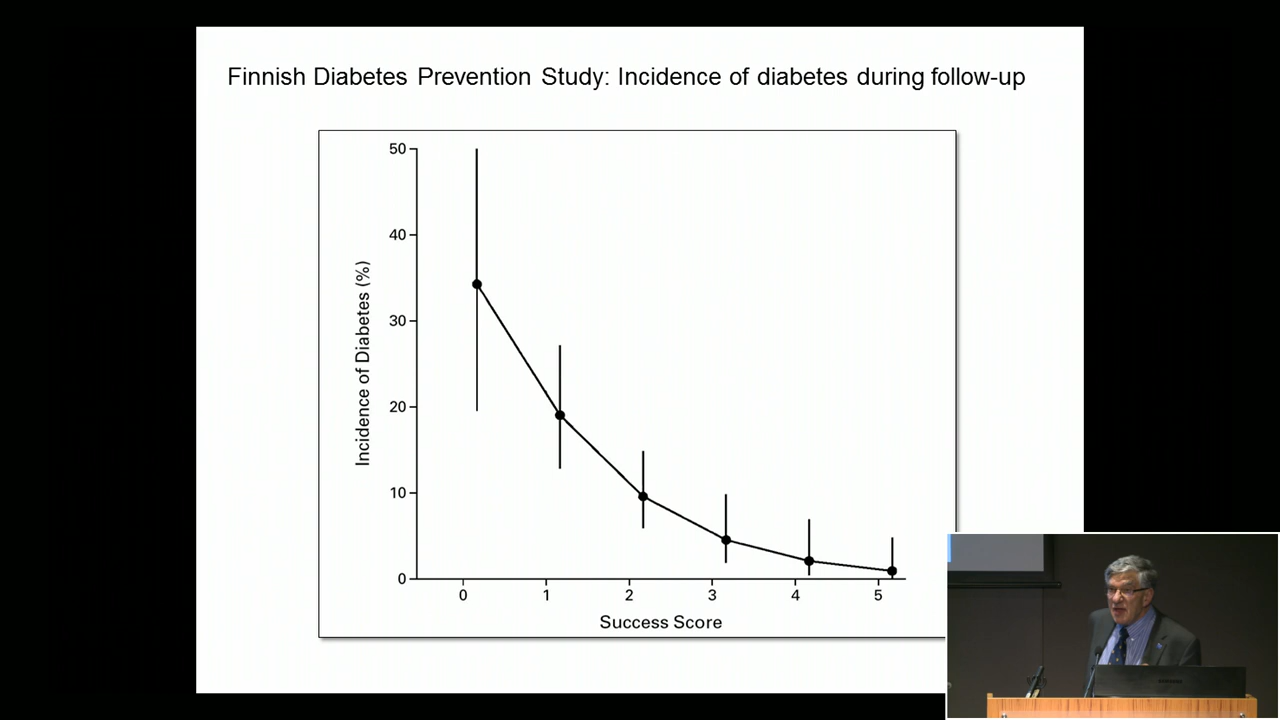 Finnish Diabetes Prevention Study: Incidence of diabetes during follow-up
Incidence of Diabetes (%)
50
40
30
20
10
0
0 1 2 3 4 5
Success Score